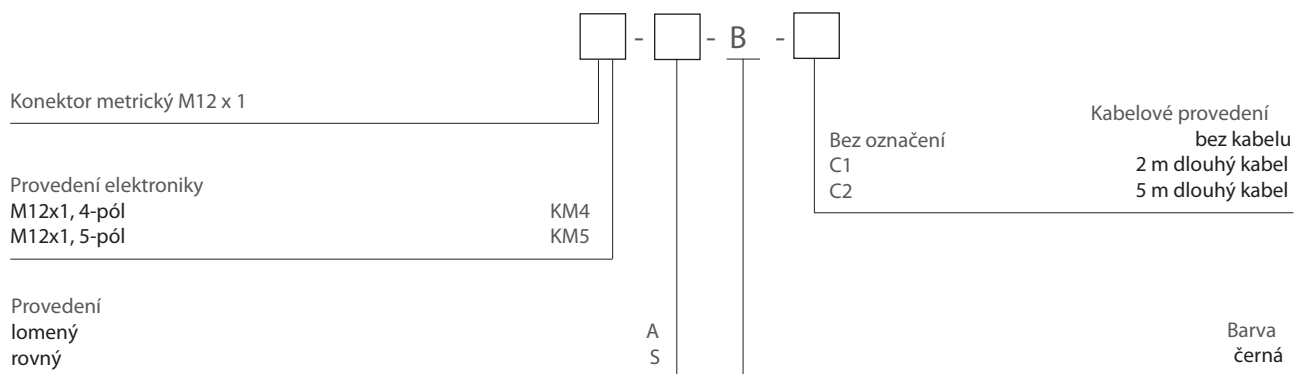 - - B -
Konektor metrický M12 x 1
Provedení elektroniky
M12x1, 4-pól KM4
M12x1, 5-pól KM5
Provedení
lomený A
rovný S
Kabelové provedení
Bez označení bez kabelu
C1 2 m dlouhý kabel
C2 5 m dlouhý kabel
Barva
černá